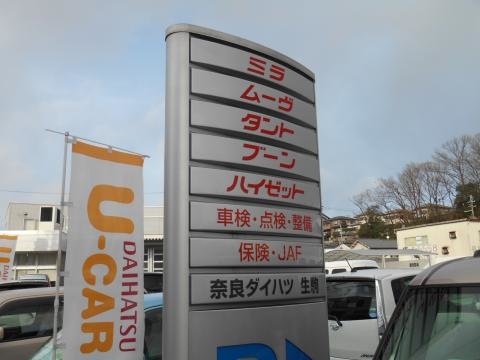 ミラ
ムーヴ
タント
ブーン
ハイゼット
車検・点検・整備
保険・JAF
奈良ダイハツ 生駒
DAIHATSU
U-CAR